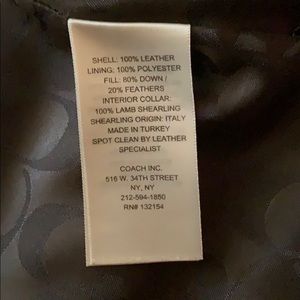 SHELL: 100% LEATHER
LINING: 100% POLYESTER
FILL: 80% DOWN /
20% FEATHERS
INTERIOR COLLAR:
100% LAMB SHEARLING
SHEARLING ORIGIN: ITALY
MADE IN TURKEY
SPOT CLEAN BY LEATHER
SPECIALIST
COACH INC.
516 W. 34TH STREET
NY, NY
212-594-1850
RN# 132154